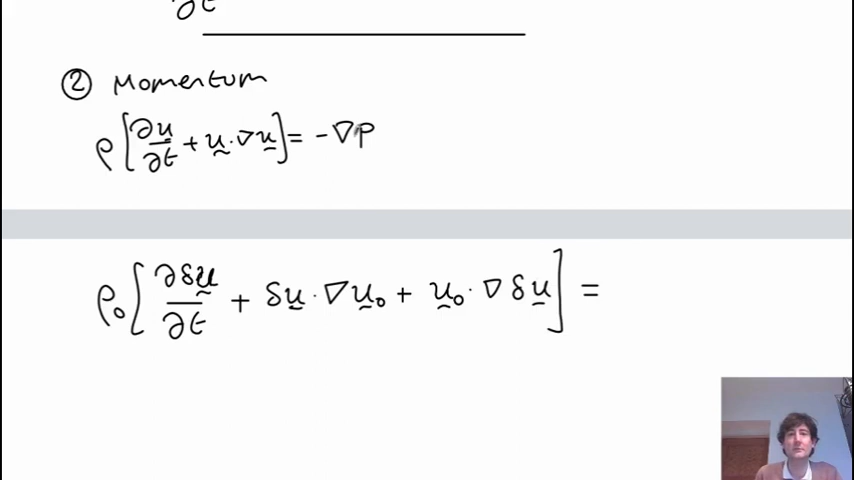 ∂t
② Momentum
ρ[∂u/∂t + u·∇u] = -∇p
ρ₀[∂δu/∂t + δu·∇u₀ + u₀·∇δu] =